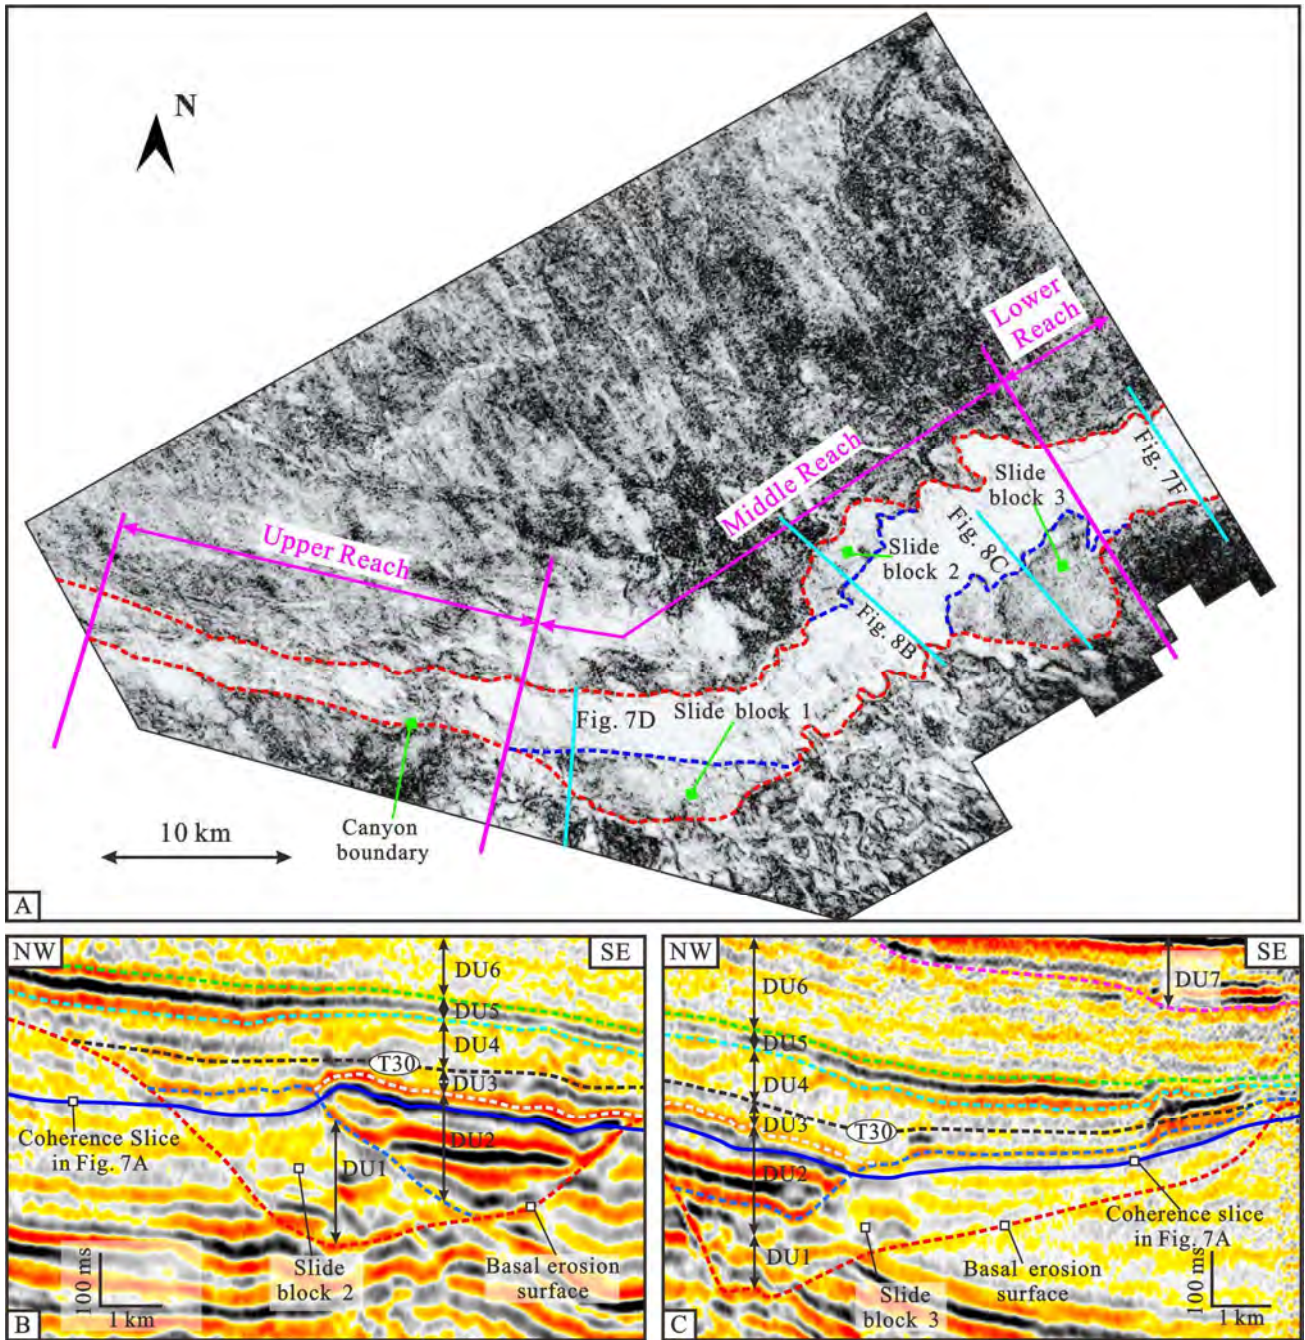 N
Lower
Reach
Middle Reach
Upper Reach
Fig. 7F
Slide
block 3
Slide
block 2
Fig. 8C
Fig. 8B
Fig. 7D
Slide block 1
10 km
Canyon
boundary
A
NW
SE
DU6
DU5
DU4
T30
DU3
DU2
DU1
Coherence Slice
in Fig. 7A
100 ms
1 km
Slide
block 2
Basal erosion
surface
B
NW
SE
DU7
DU6
DU5
DU4
DU3
T30
DU2
DU1
Coherence slice
in Fig. 7A
Slide
block 3
Basal erosion
surface
100 ms
1 km
C